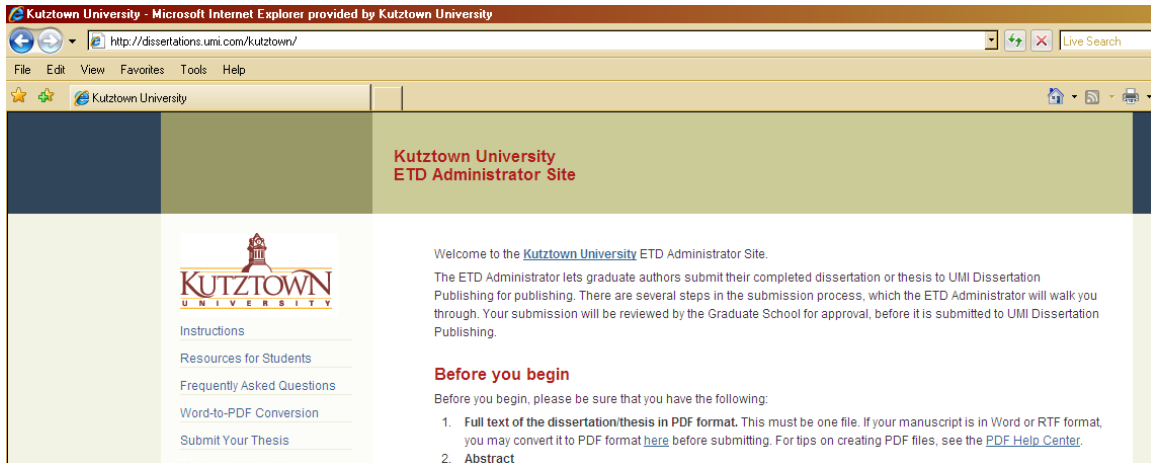 Kutztown University - Microsoft Internet Explorer provided by Kutztown University
http://dissertations.umi.com/kutztown/
Live Search
File Edit View Favorites Tools Help
Kutztown University
Kutztown University
ETD Administrator Site
KUTZTOWN
UNIVERSITY
Instructions
Resources for Students
Frequently Asked Questions
Word-to-PDF Conversion
Submit Your Thesis
Welcome to the Kutztown University ETD Administrator Site.
The ETD Administrator lets graduate authors submit their completed dissertation or thesis to UMI Dissertation
Publishing for publishing. There are several steps in the submission process, which the ETD Administrator will walk you
through. Your submission will be reviewed by the Graduate School for approval, before it is submitted to UMI Dissertation
Publishing.
Before you begin
Before you begin, please be sure that you have the following:
1. Full text of the dissertation/thesis in PDF format. This must be one file. If your manuscript is in Word or RTF format,
you may convert it to PDF format here before submitting. For tips on creating PDF files, see the PDF Help Center.
2. Abstract